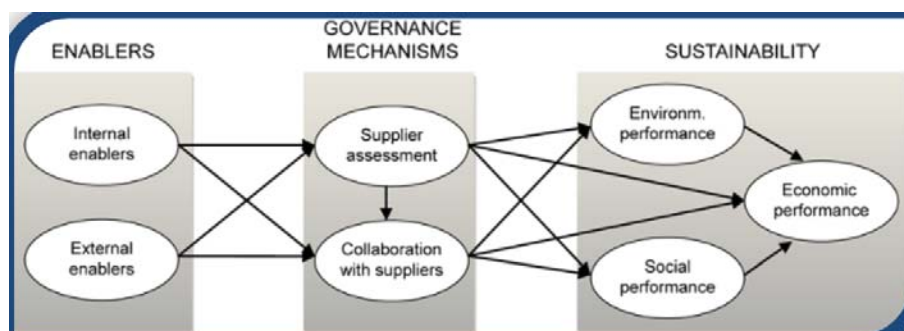 ENABLERS
GOVERNANCE
MECHANISMS
SUSTAINABILITY
Internal
enablers
External
enablers
Supplier
assessment
Collaboration
with suppliers
Environm.
performance
Economic
performance
Social
performance